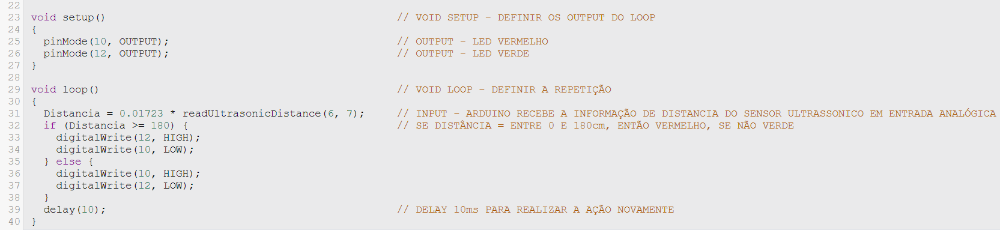 22
23 void setup() // VOID SETUP - DEFINIR OS OUTPUT DO LOOP
24 {
25 pinMode(10, OUTPUT); // OUTPUT - LED VERMELHO
26 pinMode(12, OUTPUT); // OUTPUT - LED VERDE
27 }
28
29 void loop() // VOID LOOP - DEFINIR A REPETIÇÃO
30 {
31 Distancia = 0.01723 * readUltrasonicDistance(6, 7); // INPUT - ARDUINO RECEBE A INFORMAÇÃO DE DISTANCIA DO SENSOR ULTRASSONICO EM ENTRADA ANALÓGICA
32 if (Distancia >= 180) { // SE DISTÂNCIA = ENTRE 0 E 180cm, ENTÃO VERMELHO, SE NÃO VERDE
33 digitalWrite(12, HIGH);
34 digitalWrite(10, LOW);
35 } else {
36 digitalWrite(10, HIGH);
37 digitalWrite(12, LOW);
38 }
39 delay(10); // DELAY 10ms PARA REALIZAR A AÇÃO NOVAMENTE
40 }